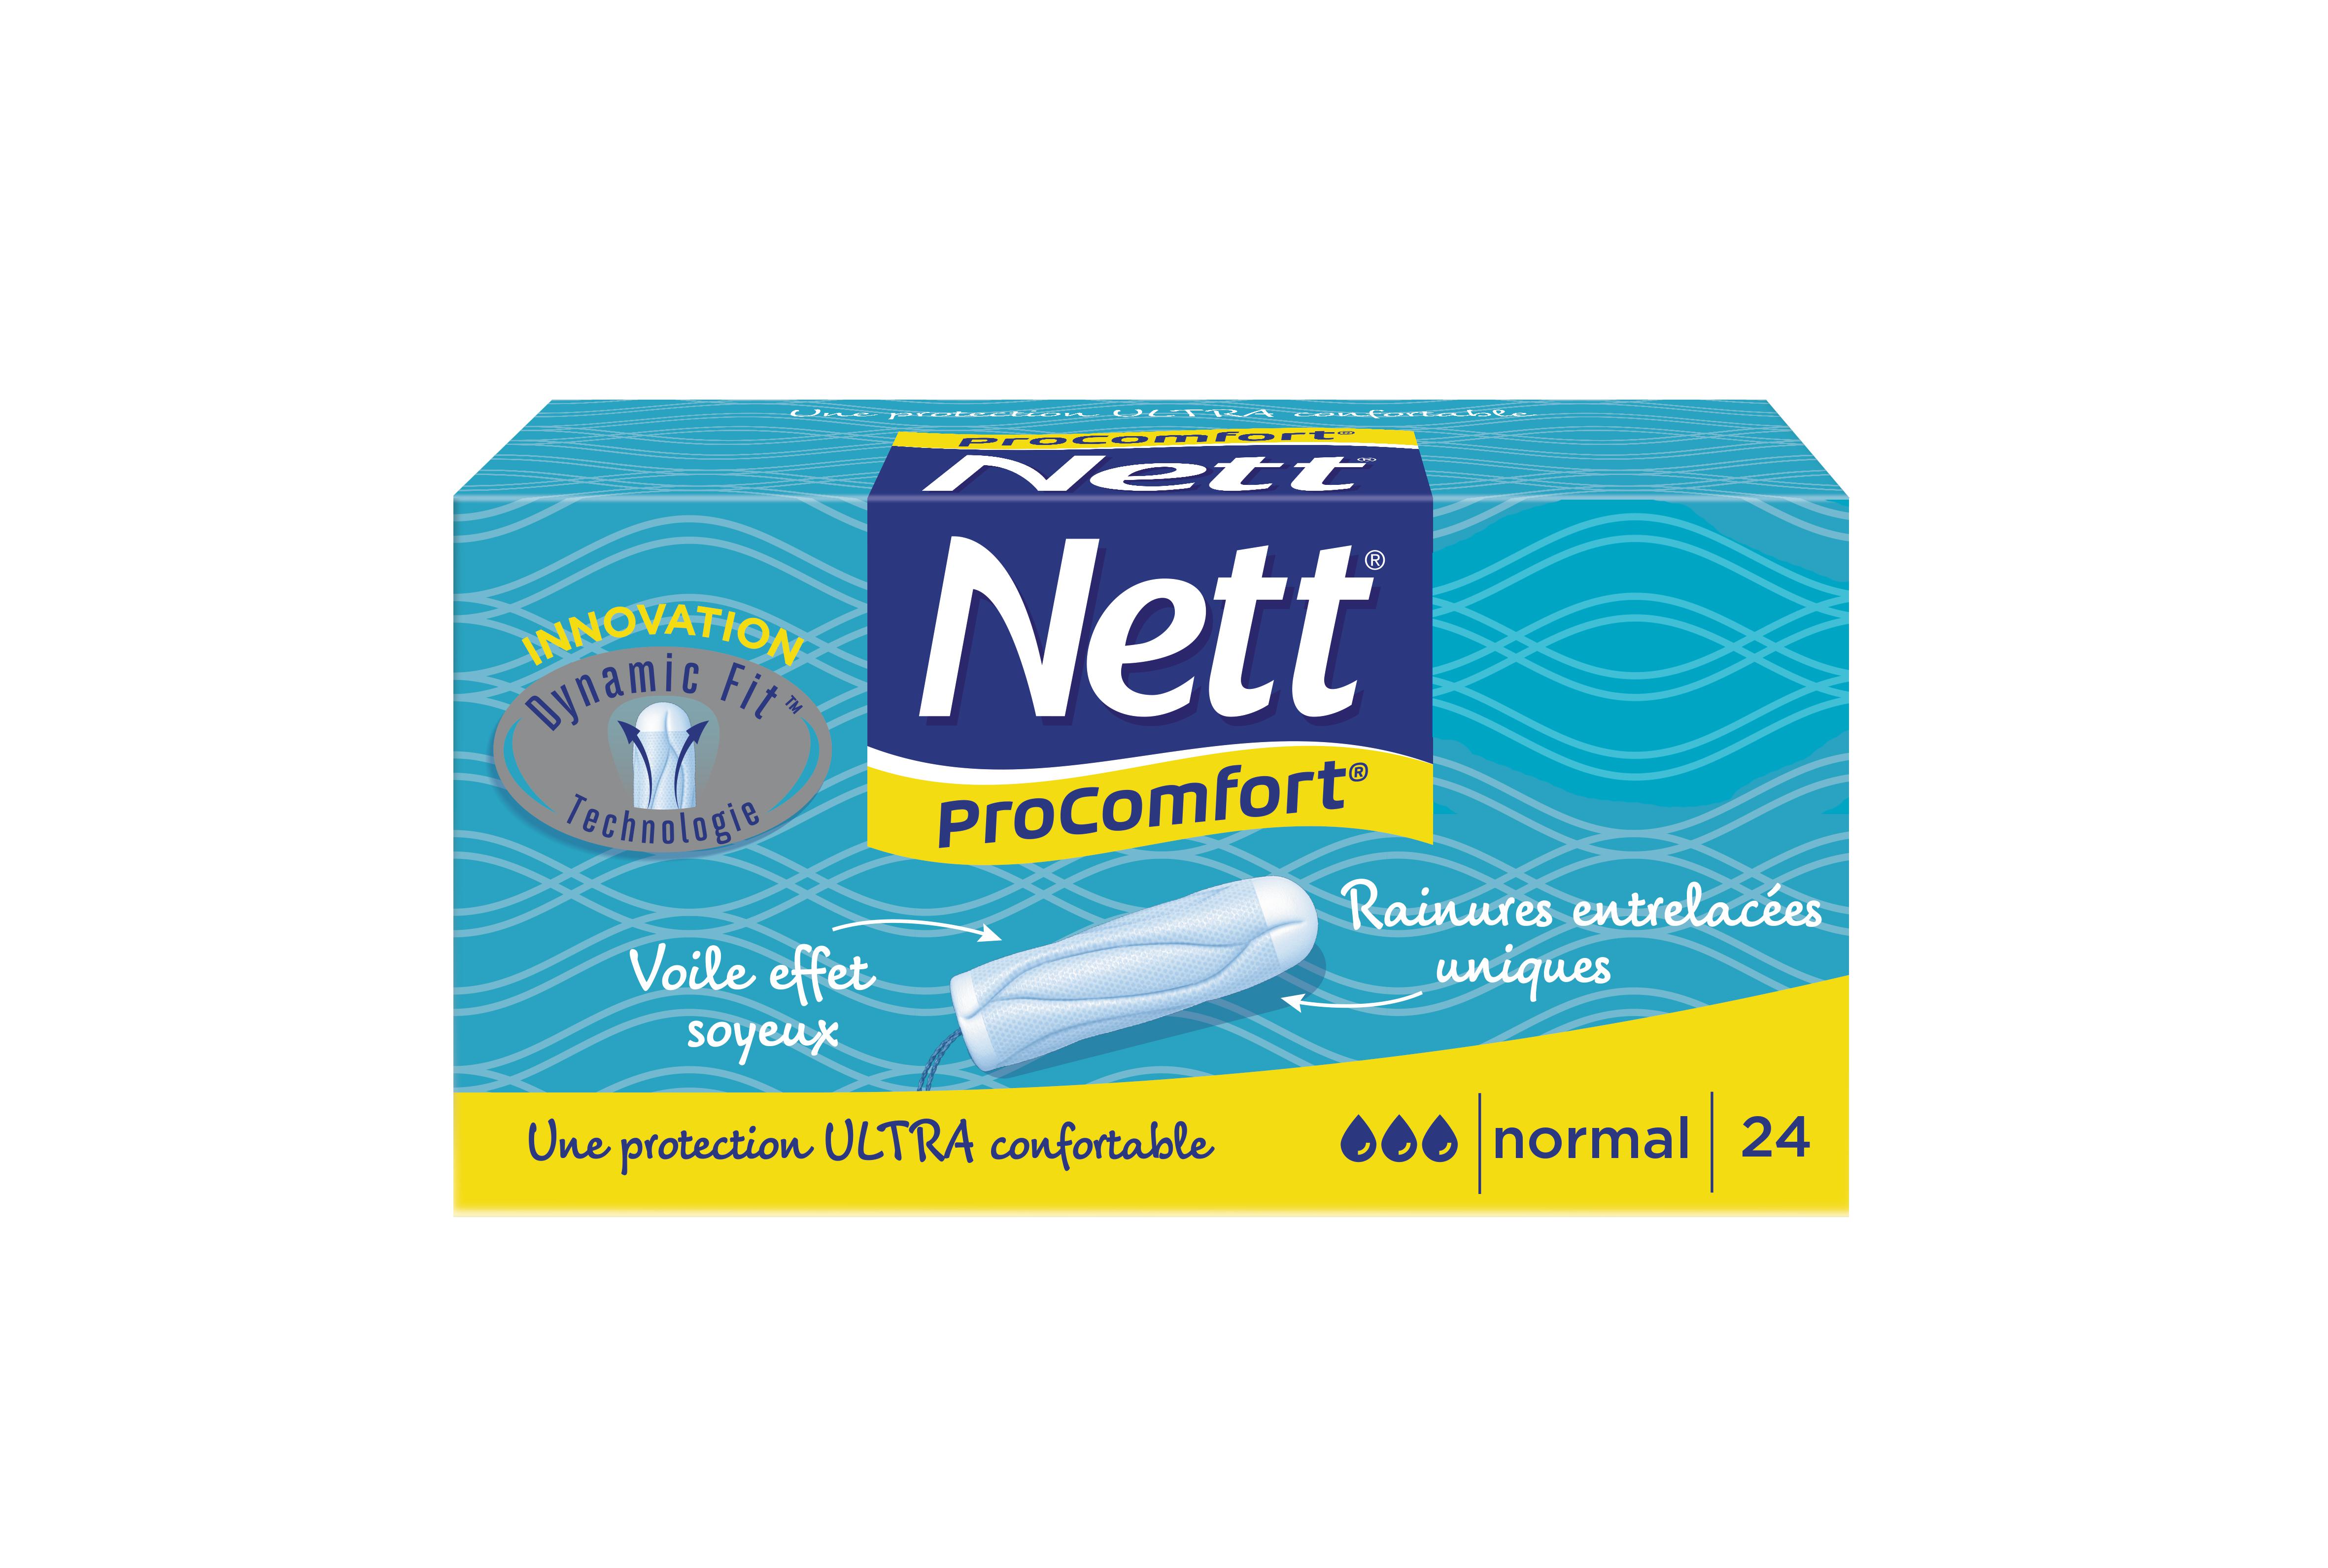 Une protection ULTRA confortable
ProComfort®
Nett®
Nett®
ProComfort®
INNOVATION
Dynamic Fit™
Technologie
Voile effet
soyeux
Rainures entrelacées
uniques
Une protection ULTRA confortable
normal
24